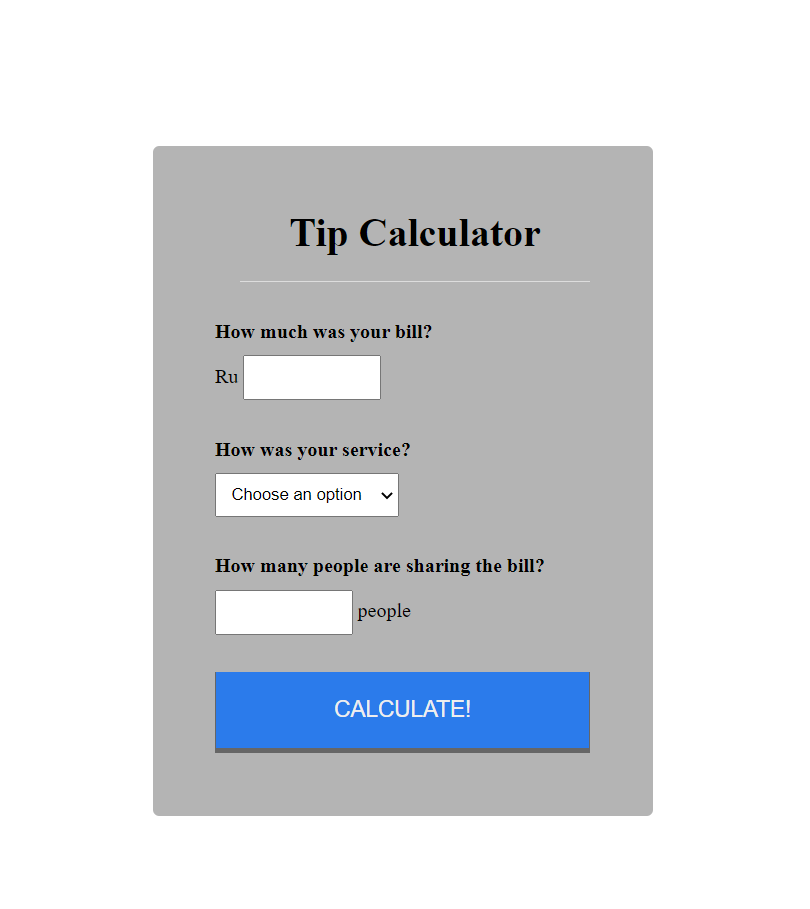 Tip Calculator
How much was your bill?
Ru
How was your service?
Choose an option
How many people are sharing the bill?
people
CALCULATE!